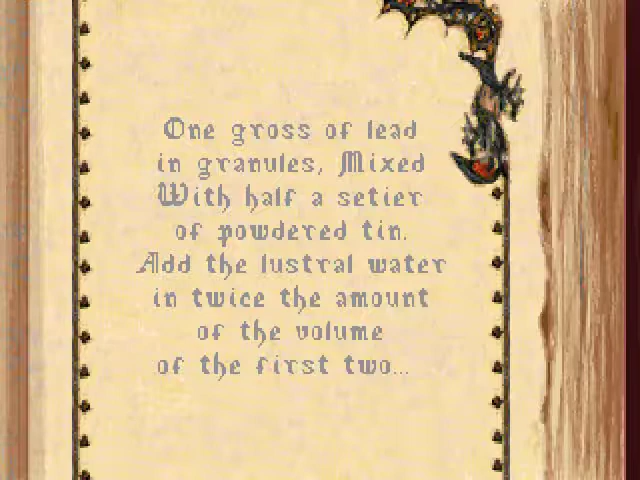 One gross of lead
in granules, Mixed
With half a setier
of powdered tin.
Add the lustral water
in twice the amount
of the volume
of the first two...